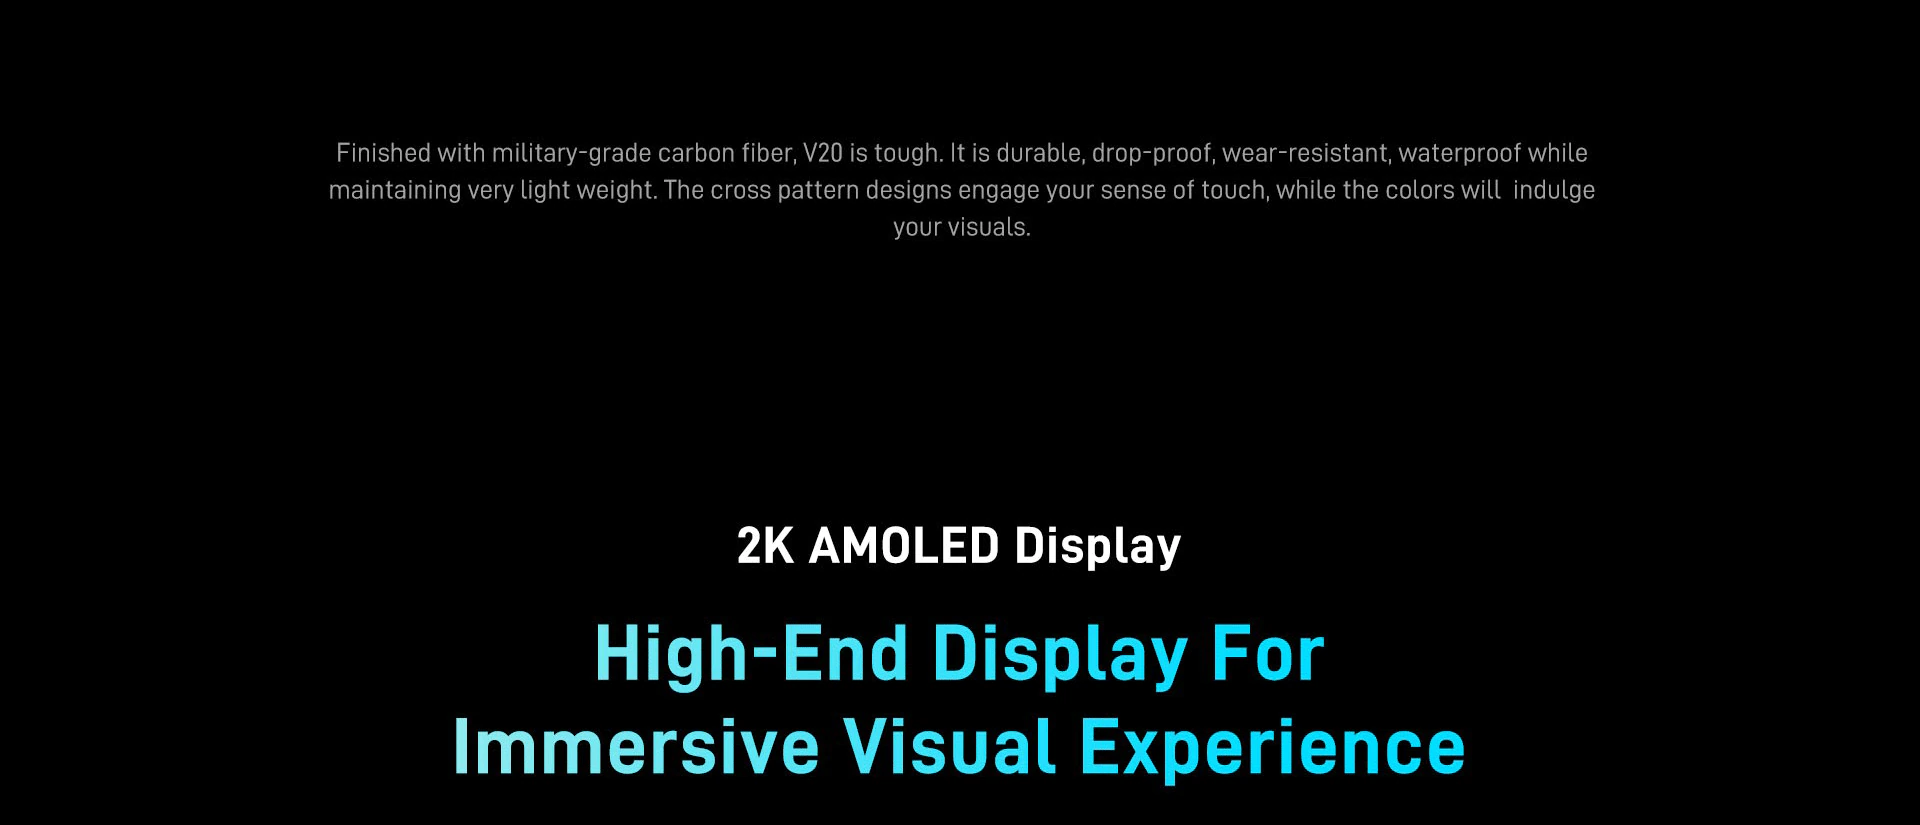 Finished with military-grade carbon fiber, V20 is tough. It is durable, drop-proof, wear-resistant, waterproof while
maintaining very light weight. The cross pattern designs engage your sense of touch, while the colors will  indulge
your visuals.
2K AMOLED Display
High-End Display For
Immersive Visual Experience